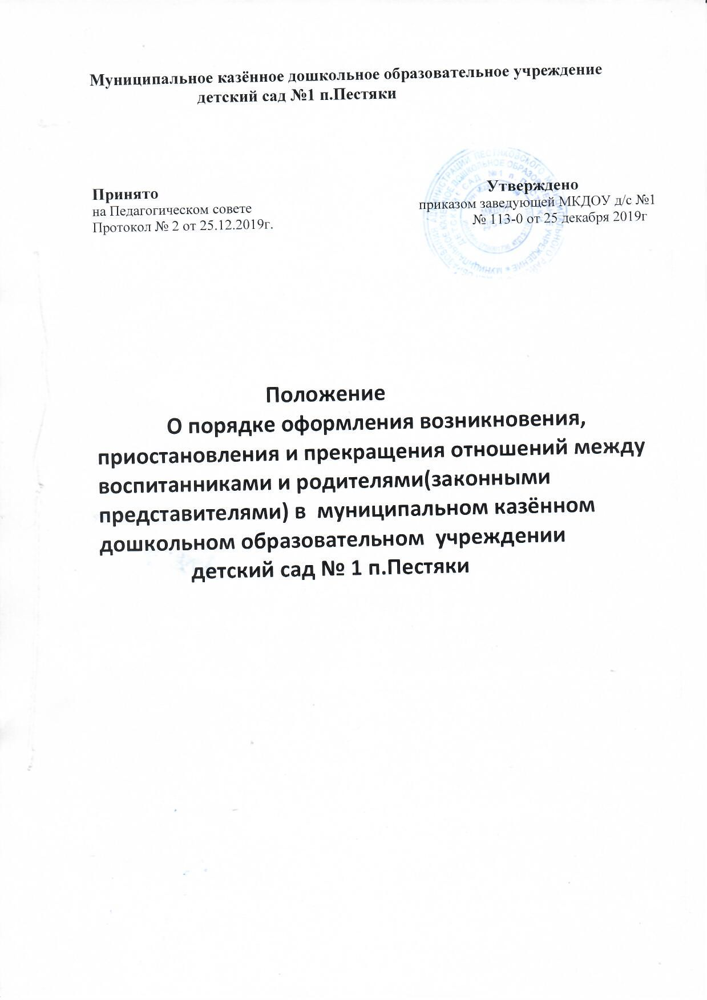 Муниципальное казённое дошкольное образовательное учреждение
детский сад №1 п.Пестяки
Принято
на Педагогическом совете
Протокол № 2 от 25.12.2019г.
Утверждено
приказом заведующей МКДОУ д/с №1
№ 113-0 от 25 декабря 2019г
Положение
О порядке оформления возникновения,
приостановления и прекращения отношений между
воспитанниками и родителями(законными
представителями) в муниципальном казённом
дошкольном образовательном учреждении
детский сад № 1 п.Пестяки